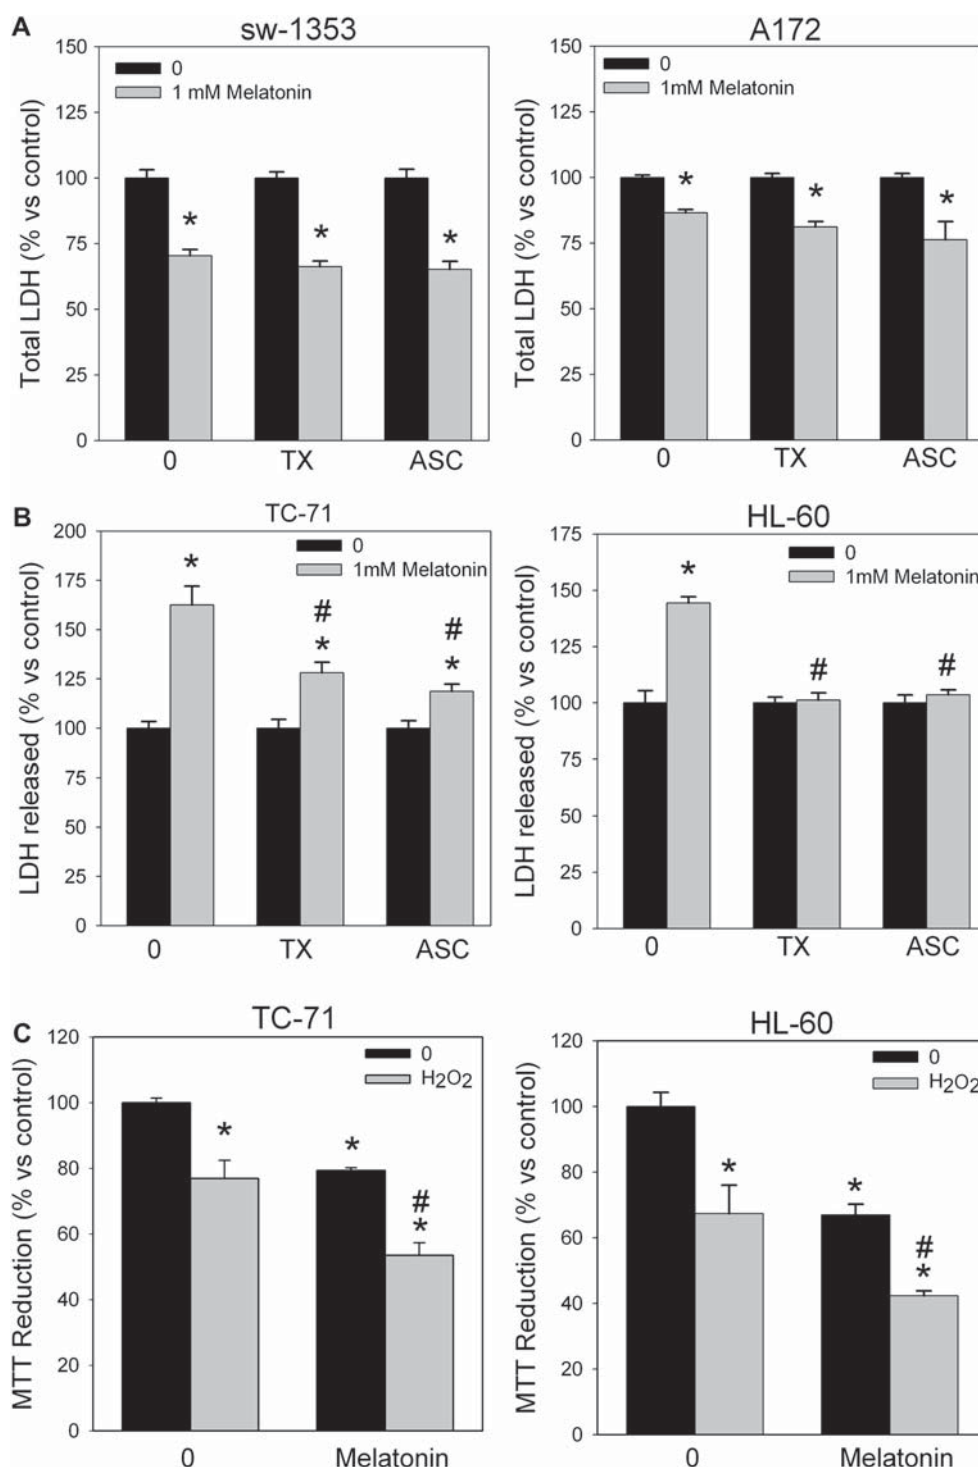 A
sw-1353
Total LDH (% vs control)
150
125
100
75
50
25
0
0
1 mM Melatonin
*
*
*
0 TX ASC
A172
Total LDH (% vs control)
150
125
100
75
50
25
0
0
1mM Melatonin
*
*
*
0 TX ASC
B
TC-71
LDH released (% vs control)
200
175
150
125
100
75
50
25
0
0
1mM Melatonin
*
#
*
#
*
0 TX ASC
HL-60
LDH released (% vs control)
175
150
125
100
75
50
25
0
0
1mM Melatonin
*
#
#
0 TX ASC
C
TC-71
MTT Reduction (% vs control)
120
100
80
60
40
20
0
0
H2O2
*
*
#
*
0 Melatonin
HL-60
MTT Reduction (% vs control)
120
100
80
60
40
20
0
0
H2O2
*
*
#
*
0 Melatonin